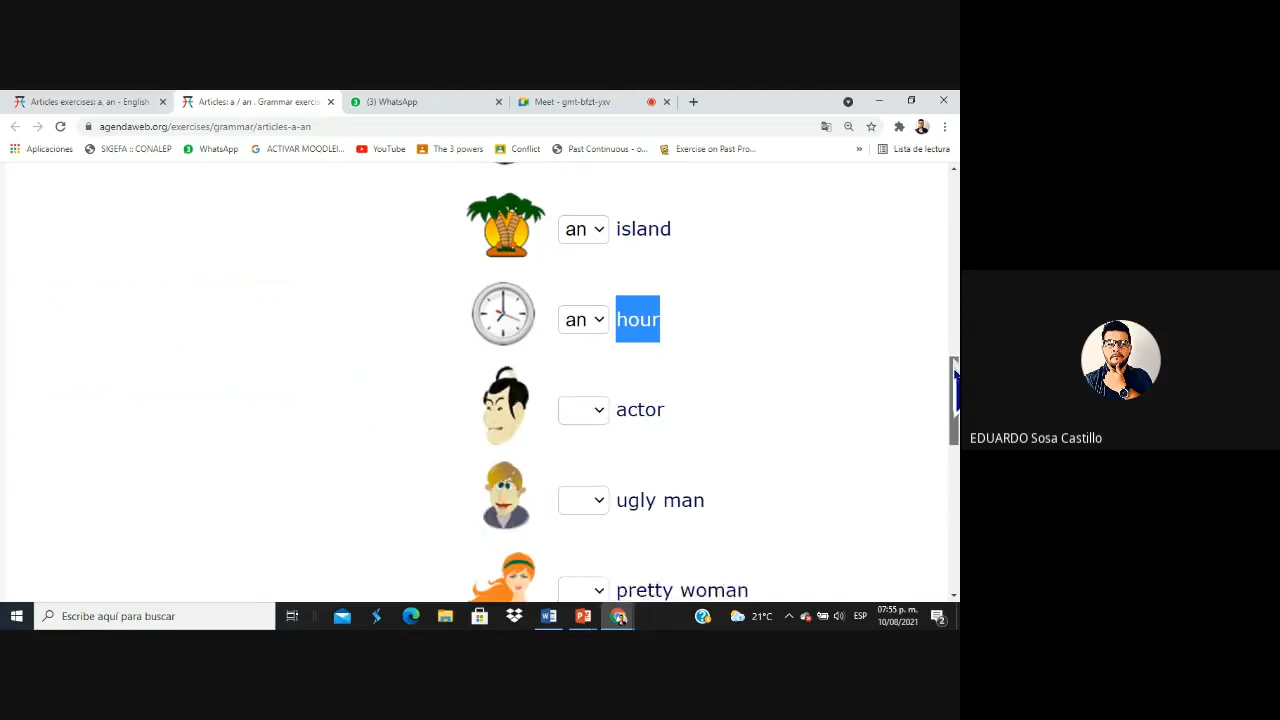 Articles exercises: a, an - English
Articles: a / an . Grammar exercis
(3) WhatsApp
Meet - gmt-bfzt-yxv
agendaweb.org/exercises/grammar/articles-a-an
Aplicaciones
SIGEFA :: CONALEP
WhatsApp
ACTIVAR MOODLEI...
YouTube
The 3 powers
Conflict
Past Continuous - o...
Exercise on Past Pro...
»
Lista de lectura
an island
an hour
actor
ugly man
pretty woman
EDUARDO Sosa Castillo
Escribe aquí para buscar
21°C
ESP
07:55 p. m.
10/08/2021
2